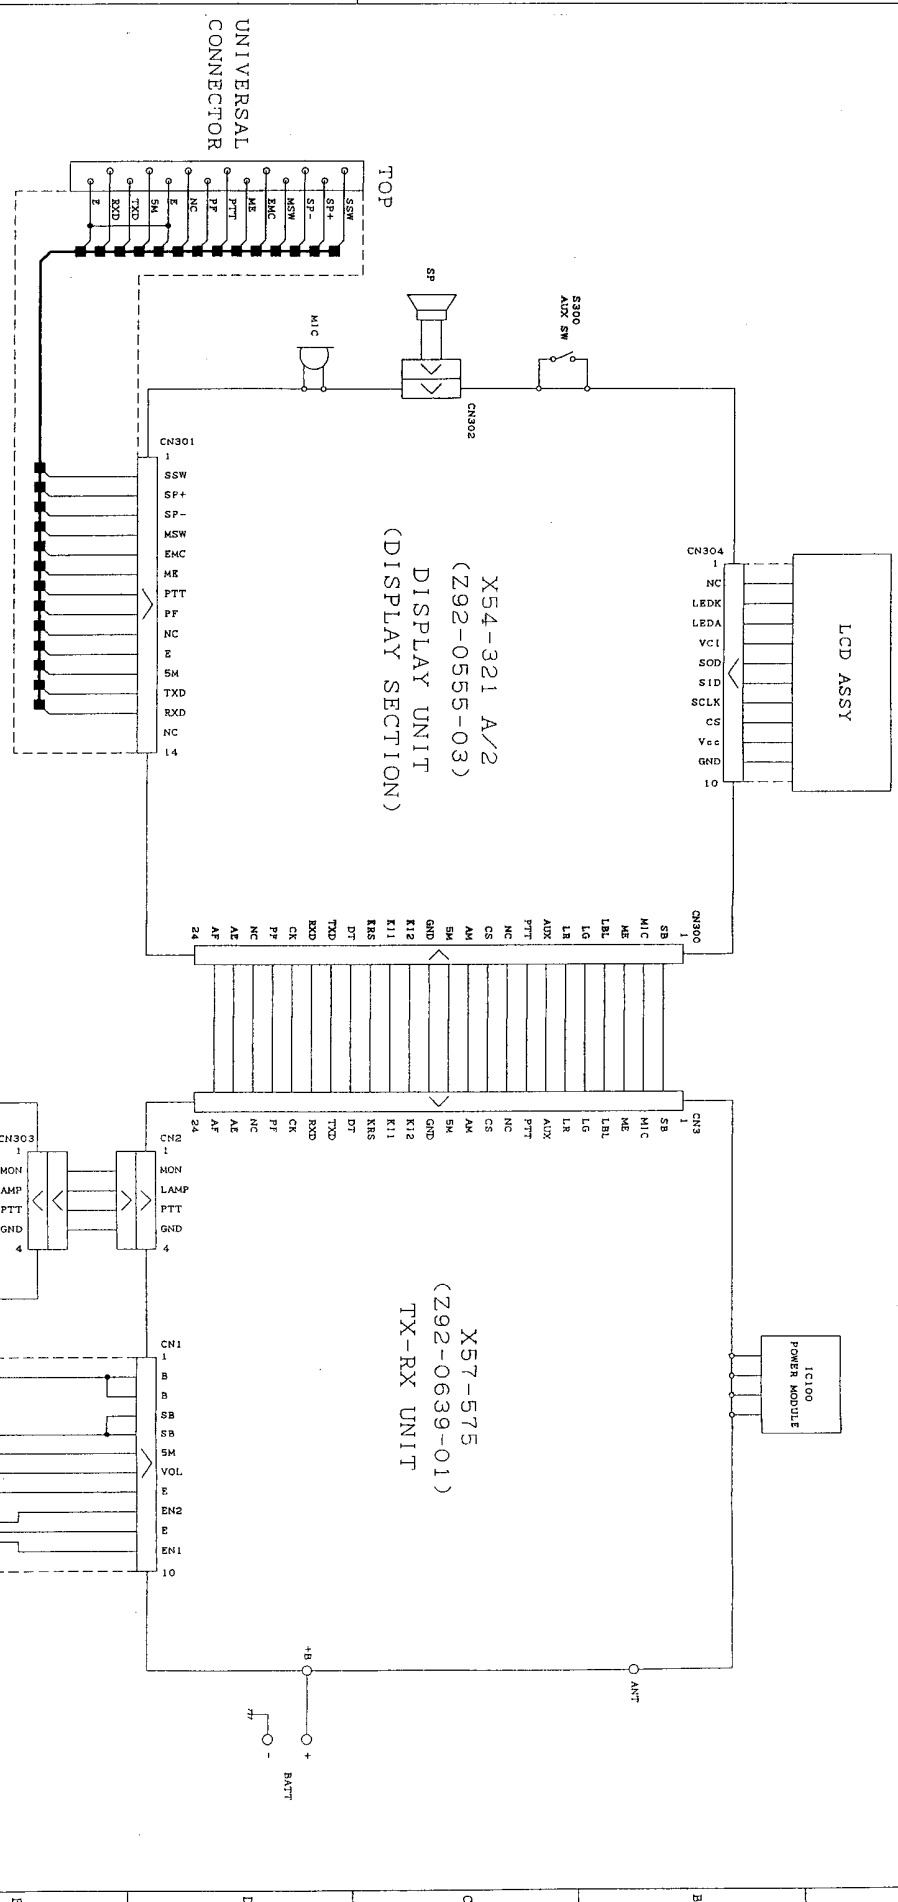 UNIVERSAL
CONNECTOR
TOP
SSW
SP+
SP-
MSW
EMC
ME
PTT
PF
NC
E
5M
TXD
RXD
E
SP
MIC
S300
AUX SW
CN302
CN301
1
SSW
SP+
SP-
MSW
EMC
ME
PTT
PF
NC
E
5M
TXD
RXD
NC
14
X54-321 A/2
(Z92-0555-03)
DISPLAY UNIT
(DISPLAY SECTION)
CN304
1
NC
LEDK
LEDA
VCI
SOD
SID
SCLK
CS
Vcc
GND
10
LCD ASSY
CN300
1
SB
MIC
ME
LBL
LG
LR
AUX
PTT
NC
CS
AM
5M
GND
K12
K11
KRS
DT
TXD
RXD
CK
PF
NC
AE
AF
24
CN3
1
SB
MIC
ME
LBL
LG
LR
AUX
PTT
NC
CS
AM
5M
GND
K12
K11
KRS
DT
TXD
RXD
CK
PF
NC
AE
AF
24
CN303
1
MON
AMP
PTT
GND
4
CN2
1
MON
LAMP
PTT
GND
4
X57-575
(Z92-0639-01)
TX-RX UNIT
IC100
POWER MODULE
CN1
1
B
B
SB
SB
5M
VOL
E
EN2
E
EN1
10
+B
ANT
+
-
BATT
D
C
B